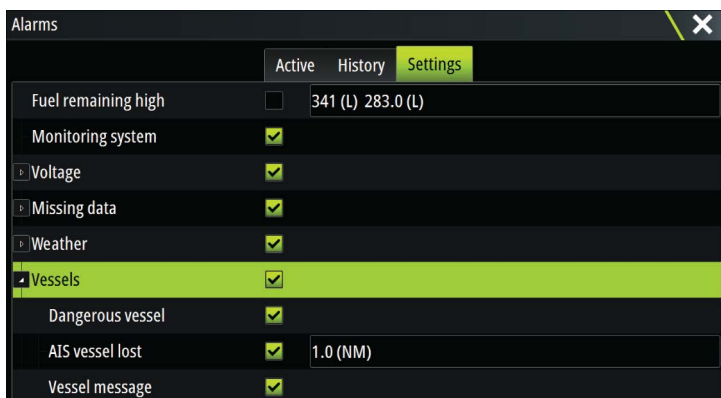 Alarms
Active History Settings
Fuel remaining high 341 (L) 283.0 (L)
Monitoring system
Voltage
Missing data
Weather
Vessels
Dangerous vessel
AIS vessel lost 1.0 (NM)
Vessel message